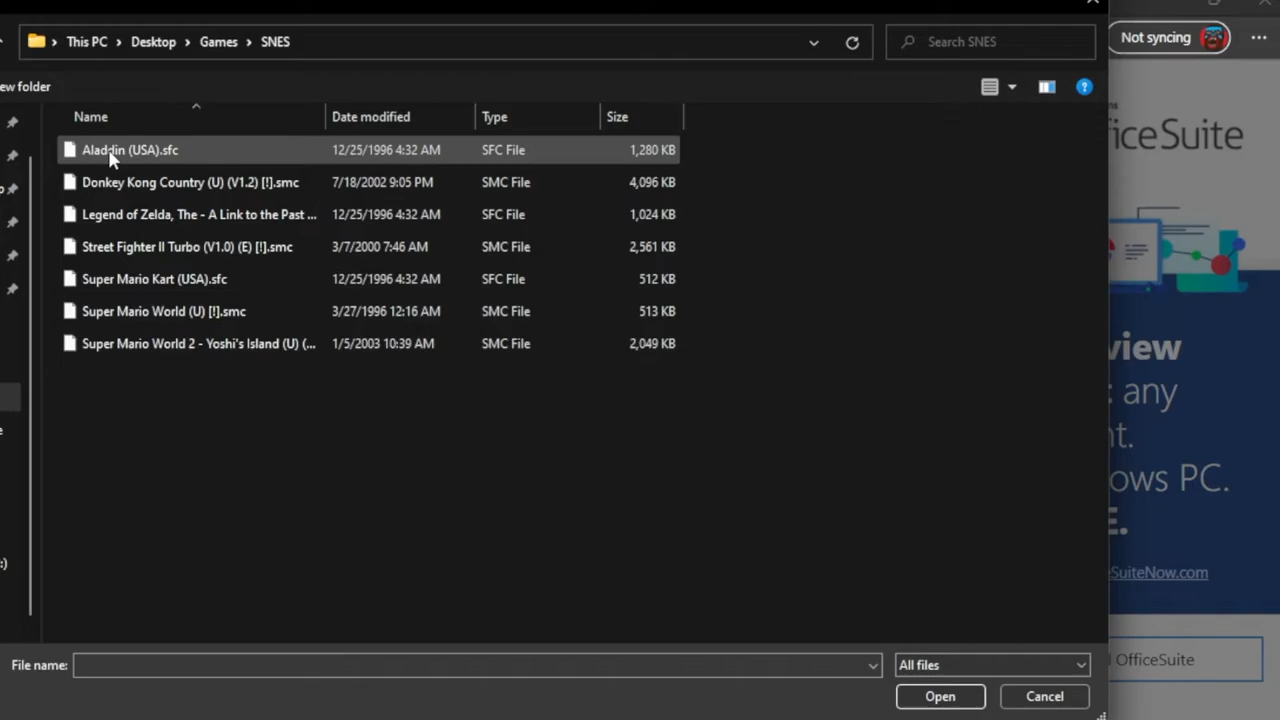 This PC > Desktop > Games > SNES
Search SNES
Not syncing
ew folder
Name Date modified Type Size
Aladdin (USA).sfc 12/25/1996 4:32 AM SFC File 1,280 KB
Donkey Kong Country (U) (V1.2) [!].smc 7/18/2002 9:05 PM SMC File 4,096 KB
Legend of Zelda, The - A Link to the Past ... 12/25/1996 4:32 AM SFC File 1,024 KB
Street Fighter II Turbo (V1.0) (E) [!].smc 3/7/2000 7:46 AM SMC File 2,561 KB
Super Mario Kart (USA).sfc 12/25/1996 4:32 AM SFC File 512 KB
Super Mario World (U) [!].smc 3/27/1996 12:16 AM SMC File 513 KB
Super Mario World 2 - Yoshi's Island (U) (... 1/5/2003 10:39 AM SMC File 2,049 KB
ficeSuite
view
any
nt.
ows PC.
E.
ceSuiteNow.com
OfficeSuite
File name:
All files
Open
Cancel